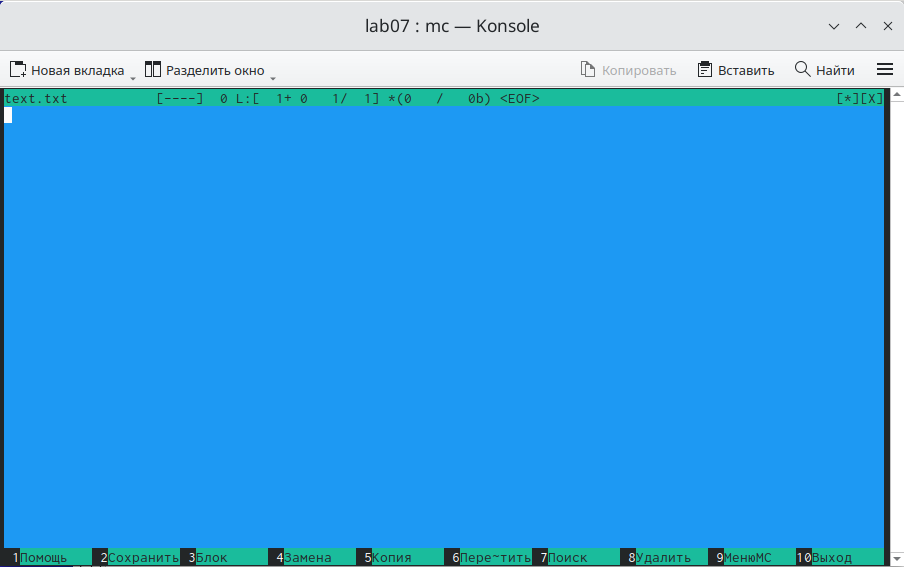 lab07 : mc — Konsole
Новая вкладка Разделить окно Копировать Вставить Найти
text.txt [----] 0 L:[ 1+ 0 1/ 1] *(0 / 0b) <EOF> [*][X]
1Помощь 2Сохранить 3Блок 4Замена 5Копия 6Пере~тить 7Поиск 8Удалить 9МенюMC 10Выход